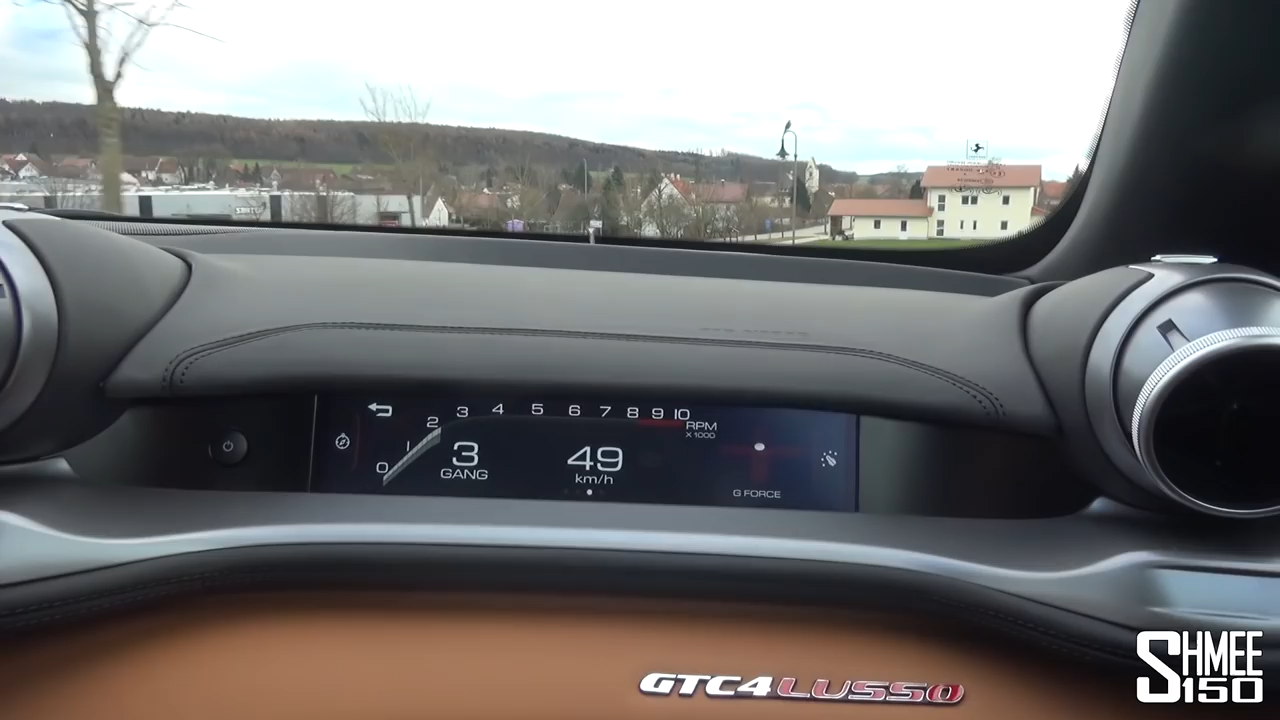 0 1 2 3 4 5 6 7 8 9 10
RPM
X1000
3
GANG
49
km/h
G FORCE
GTC4LUSSO
SHMEE
150